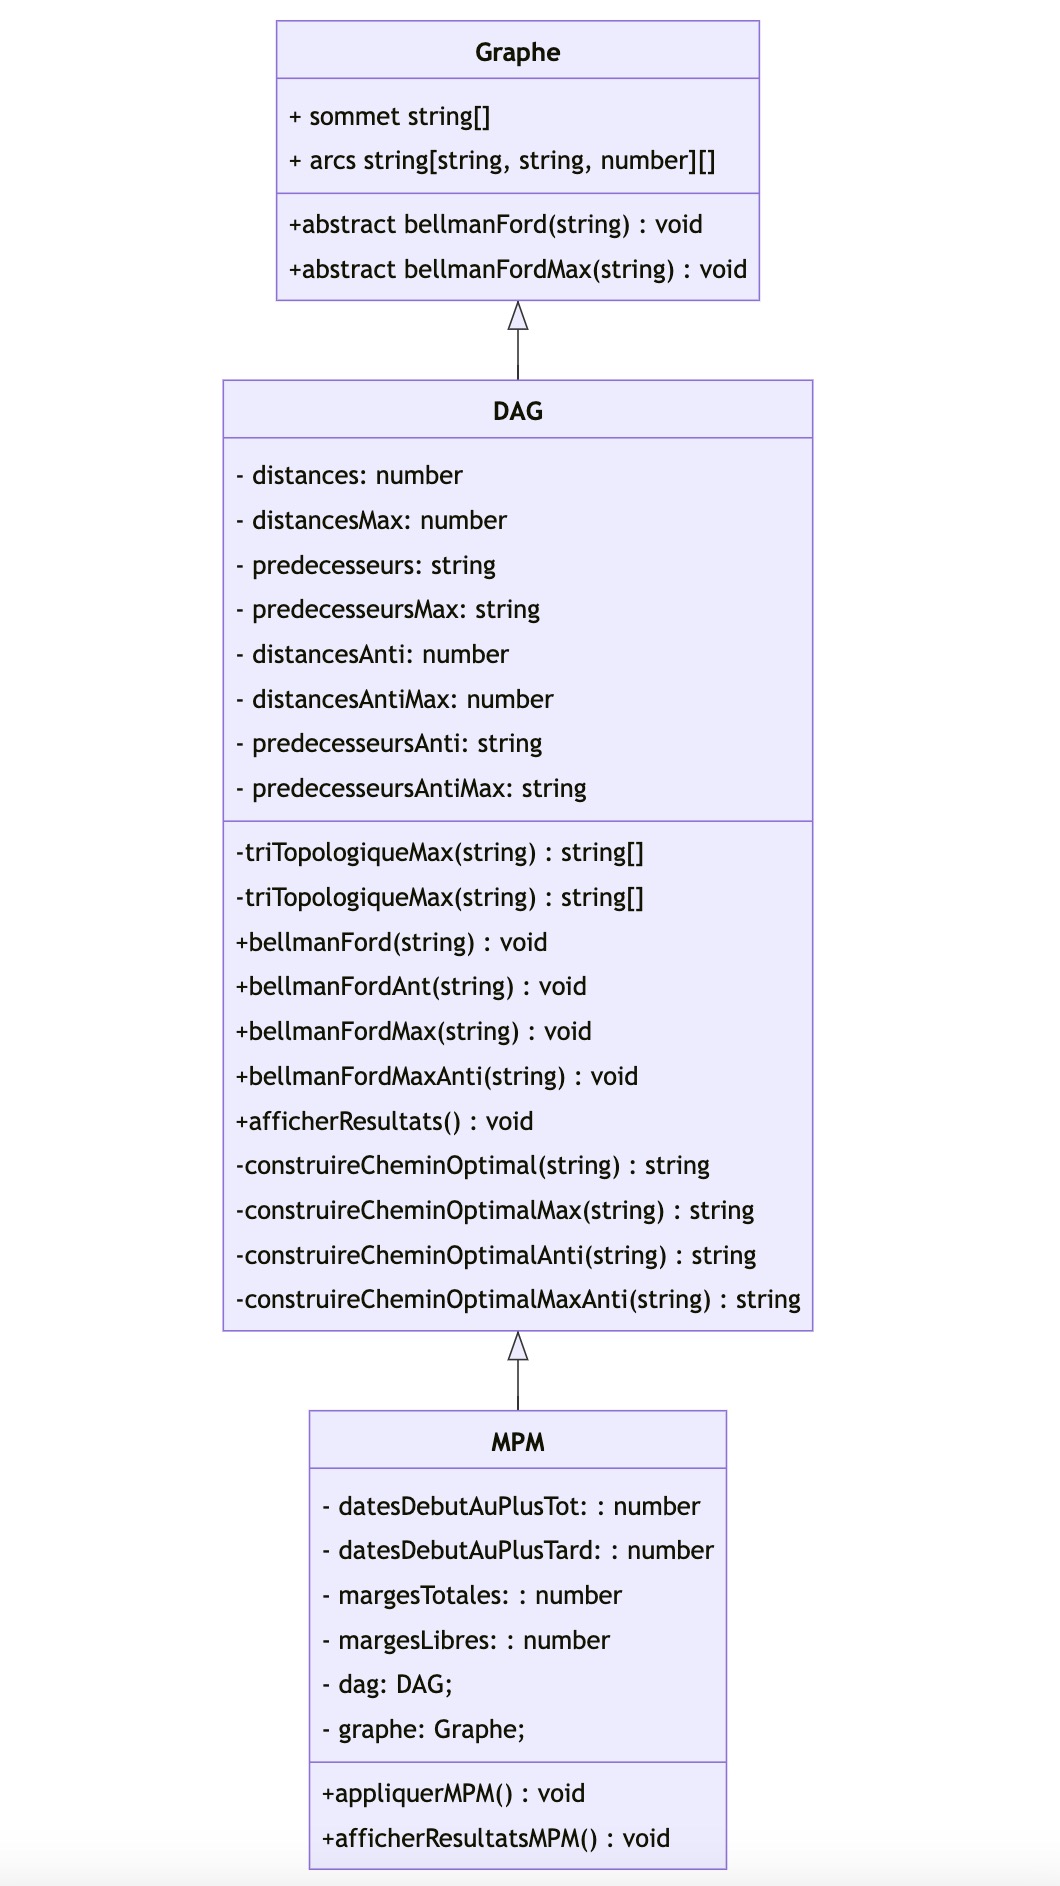 Graphe
+ sommet string[]
+ arcs string[string, string, number][]
+abstract bellmanFord(string) : void
+abstract bellmanFordMax(string) : void
DAG
- distances: number
- distancesMax: number
- predecesseurs: string
- predecesseursMax: string
- distancesAnti: number
- distancesAntiMax: number
- predecesseursAnti: string
- predecesseursAntiMax: string
-triTopologiqueMax(string) : string[]
-triTopologiqueMax(string) : string[]
+bellmanFord(string) : void
+bellmanFordAnt(string) : void
+bellmanFordMax(string) : void
+bellmanFordMaxAnti(string) : void
+afficherResultats() : void
-construireCheminOptimal(string) : string
-construireCheminOptimalMax(string) : string
-construireCheminOptimalAnti(string) : string
-construireCheminOptimalMaxAnti(string) : string
MPM
- datesDebutAuPlusTot: : number
- datesDebutAuPlusTard: : number
- margesTotales: : number
- margesLibres: : number
- dag: DAG;
- graphe: Graphe;
+appliquerMPM() : void
+afficherResultatsMPM() : void